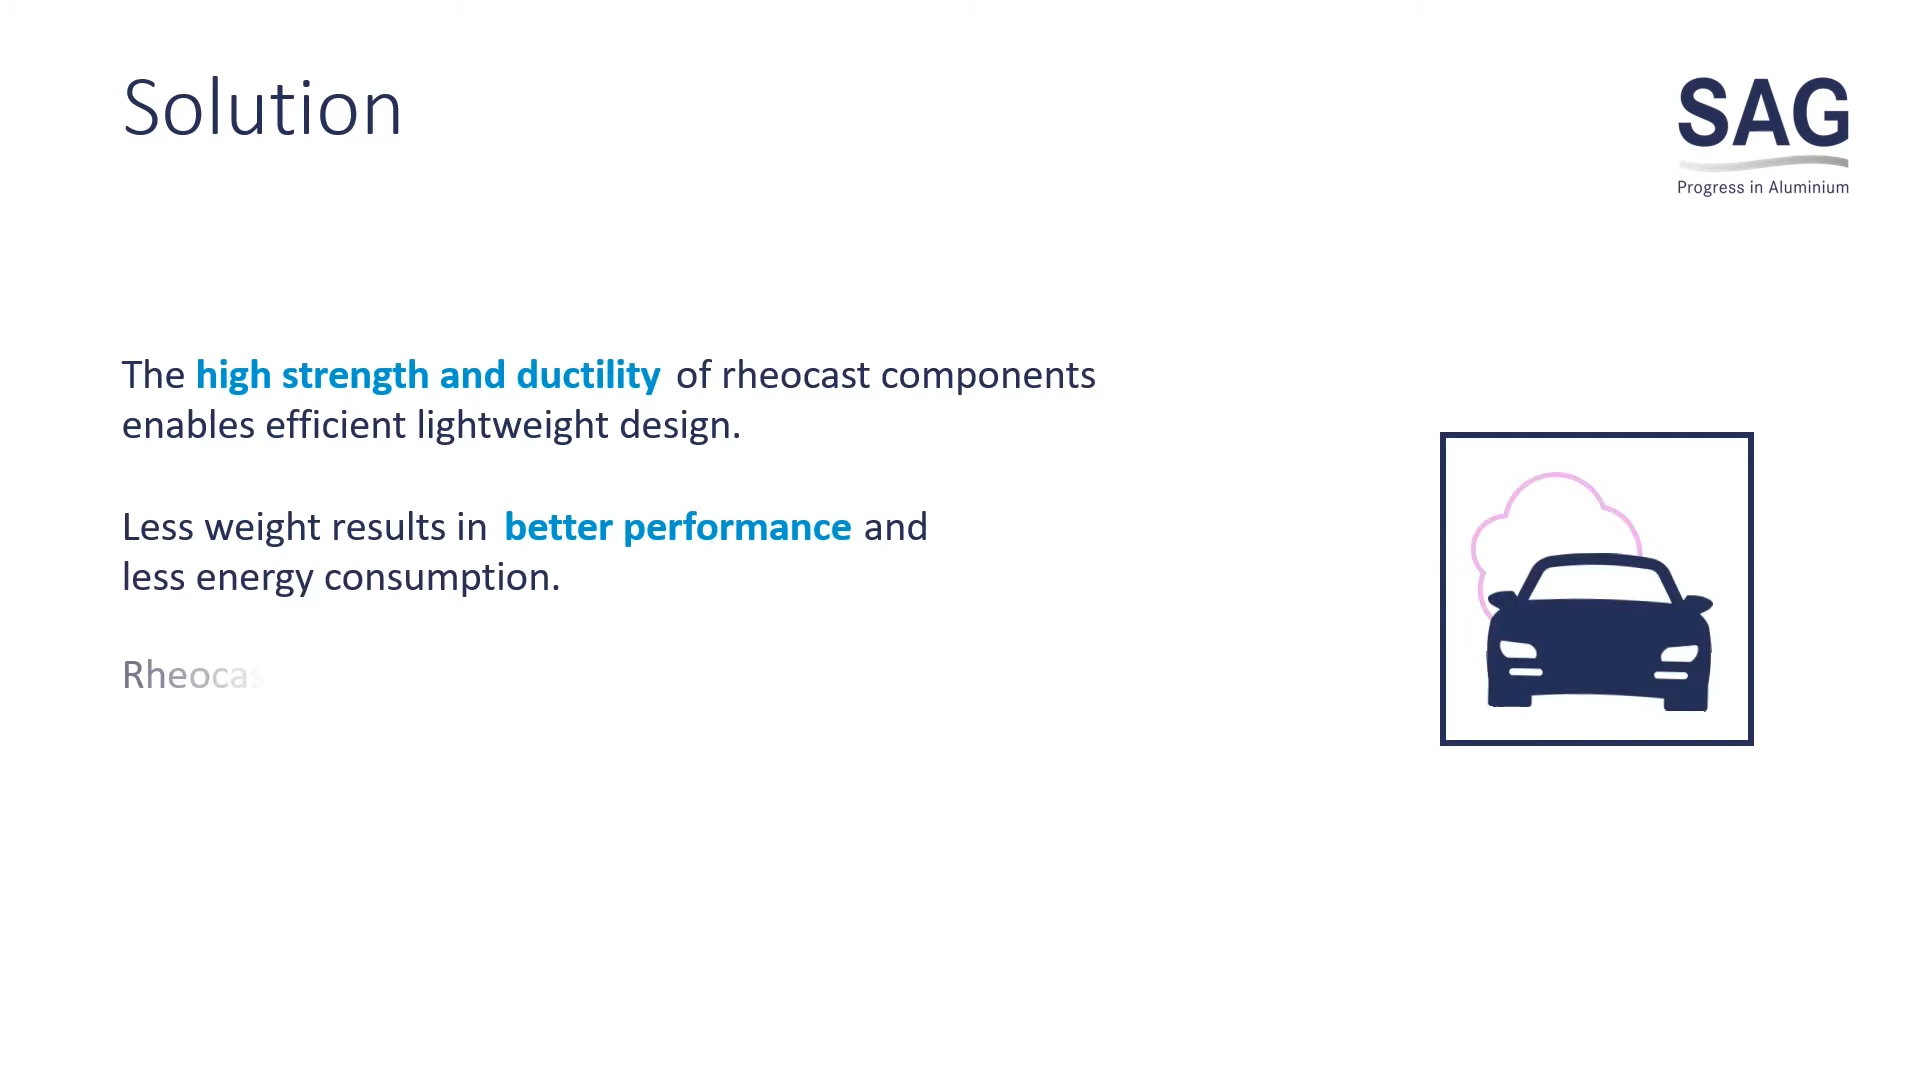 Solution
SAG
Progress in Aluminium
The high strength and ductility of rheocast components
enables efficient lightweight design.
Less weight results in better performance and
less energy consumption.
Rheocas